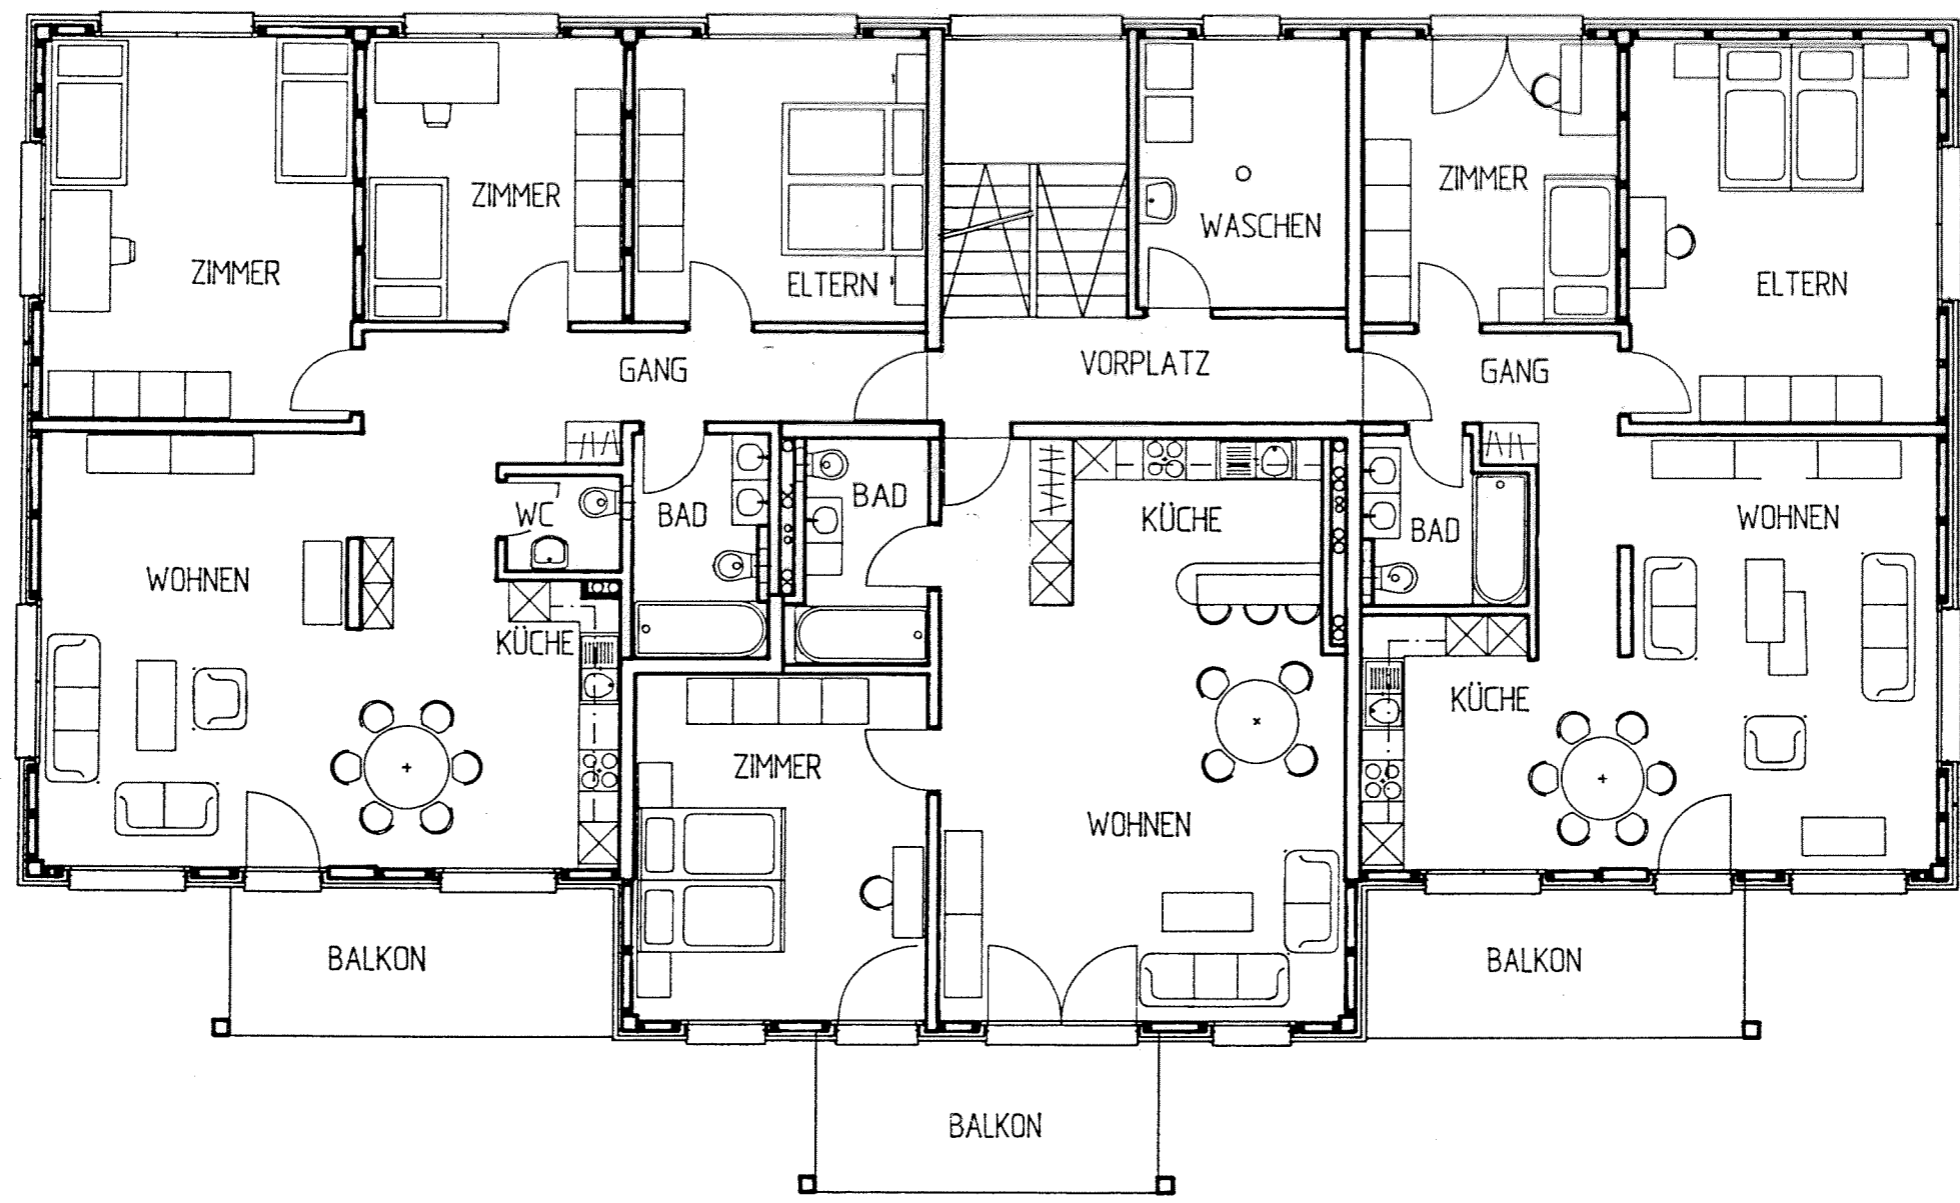 ZIMMER
ZIMMER
ELTERN
WASCHEN
ZIMMER
ELTERN
GANG
VORPLATZ
GANG
WOHNEN
WC
BAD
BAD
KÜCHE
BAD
WOHNEN
KÜCHE
KÜCHE
ZIMMER
WOHNEN
BALKON
BALKON
BALKON